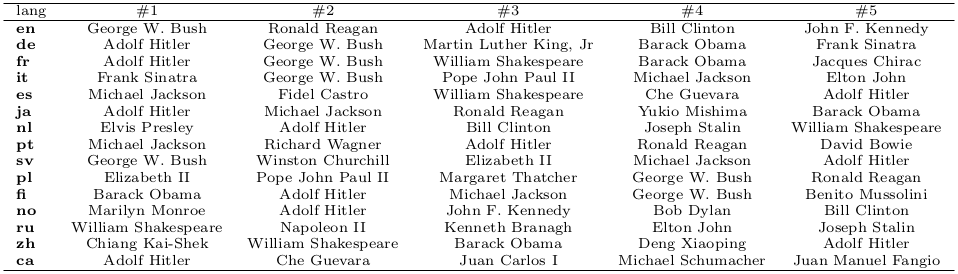 lang #1 #2 #3 #4 #5
en George W. Bush Ronald Reagan Adolf Hitler Bill Clinton John F. Kennedy
de Adolf Hitler George W. Bush Martin Luther King, Jr Barack Obama Frank Sinatra
fr Adolf Hitler George W. Bush William Shakespeare Barack Obama Jacques Chirac
it Frank Sinatra George W. Bush Pope John Paul II Michael Jackson Elton John
es Michael Jackson Fidel Castro William Shakespeare Che Guevara Adolf Hitler
ja Adolf Hitler Michael Jackson Ronald Reagan Yukio Mishima Barack Obama
nl Elvis Presley Adolf Hitler Bill Clinton Joseph Stalin William Shakespeare
pt Michael Jackson Richard Wagner Adolf Hitler Ronald Reagan David Bowie
sv George W. Bush Winston Churchill Elizabeth II Michael Jackson Adolf Hitler
pl Elizabeth II Pope John Paul II Margaret Thatcher George W. Bush Ronald Reagan
fi Barack Obama Adolf Hitler Michael Jackson George W. Bush Benito Mussolini
no Marilyn Monroe Adolf Hitler John F. Kennedy Bob Dylan Bill Clinton
ru William Shakespeare Napoleon II Kenneth Branagh Elton John Joseph Stalin
zh Chiang Kai-Shek William Shakespeare Barack Obama Deng Xiaoping Adolf Hitler
ca Adolf Hitler Che Guevara Juan Carlos I Michael Schumacher Juan Manuel Fangio